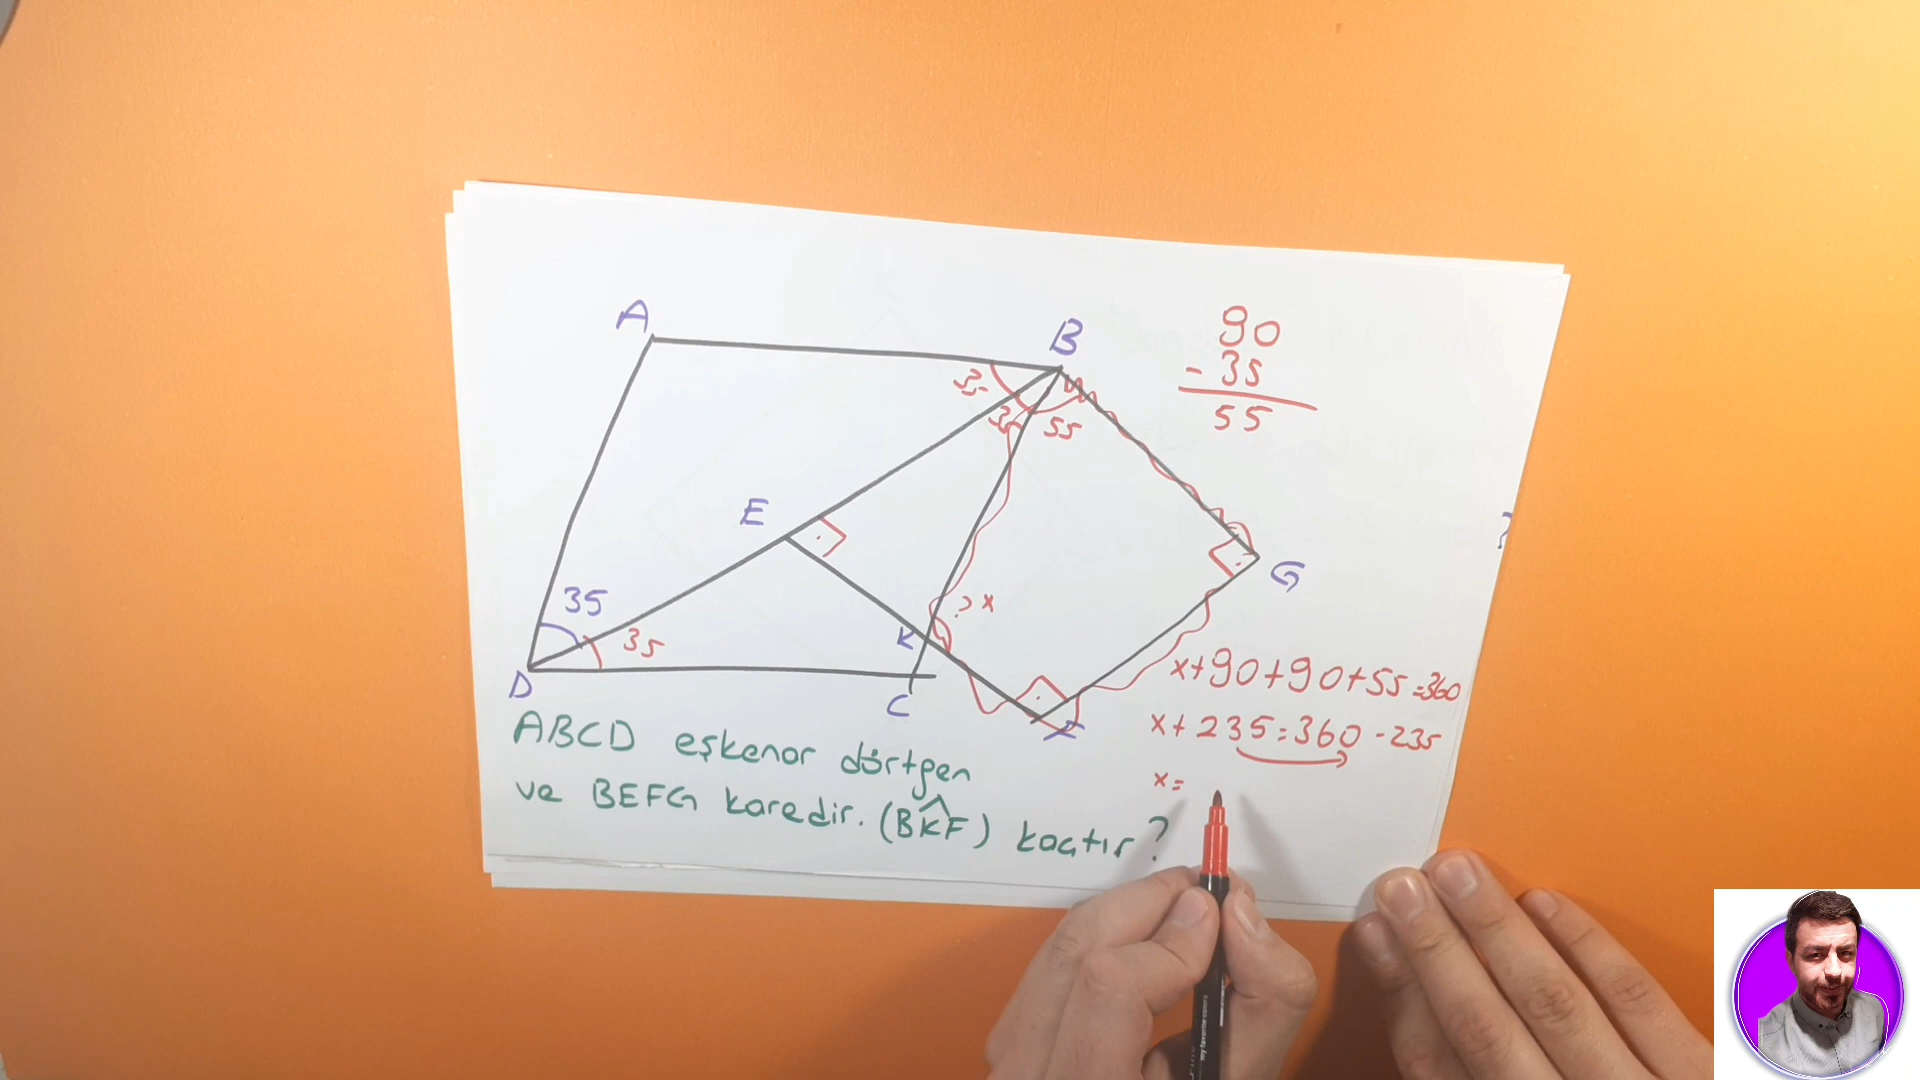 A
B
90
- 35
55
35
35
55
E
G
35
35
? x
K
D
C
F
x+90+90+55=360
x+235=360-235
x=
ABCD eşkenar dörtgen
ve BEFG karedir. (BKF) kaçtır?
?